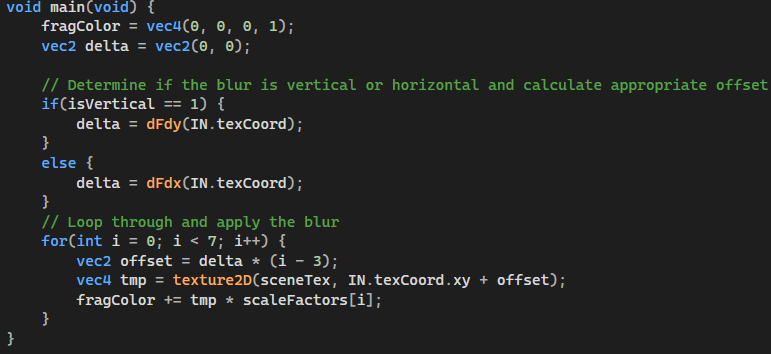 void main(void) {
    fragColor = vec4(0, 0, 0, 1);
    vec2 delta = vec2(0, 0);

    // Determine if the blur is vertical or horizontal and calculate appropriate offset
    if(isVertical == 1) {
        delta = dFdy(IN.texCoord);
    }
    else {
        delta = dFdx(IN.texCoord);
    }
    // Loop through and apply the blur
    for(int i = 0; i < 7; i++) {
        vec2 offset = delta * (i - 3);
        vec4 tmp = texture2D(sceneTex, IN.texCoord.xy + offset);
        fragColor += tmp * scaleFactors[i];
    }
}